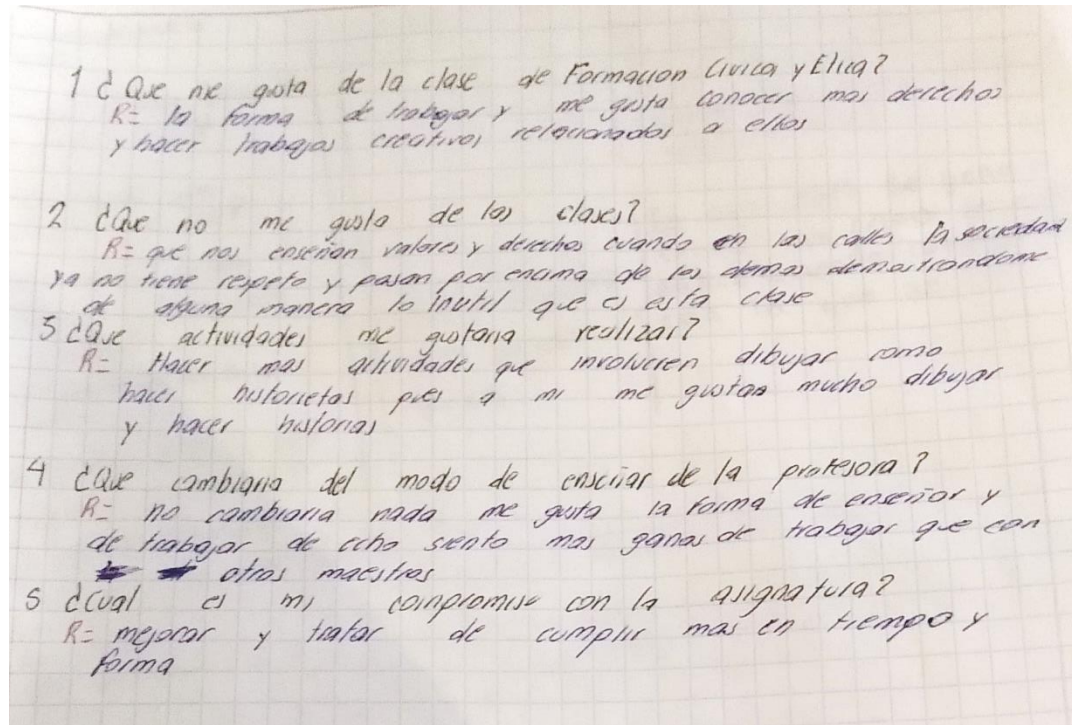 1 ¿Que me gusta de la clase de Formacion Civica y Etica?
R= la forma de trabajar y me gusta conocer mas derechos
y hacer trabajos creativos relacionados a ellos
2 ¿Que no me gusta de las clases?
R= que nos enseñan valores y derechos cuando en las calles la sociedad
ya no tiene respeto y pasan por encima de los demas demostrandome
de alguna manera lo inutil que es esta clase
3 ¿Que actividades me gustaria realizar?
R= Hacer mas actividades que involucren dibujar como
hacer historietas pues a mi me gustan mucho dibujar
y hacer historias
4 ¿Que cambiaria del modo de enseñar de la profesora?
R= no cambiaria nada me gusta la forma de enseñar y
de trabajar de echo siento mas ganas de trabajar que con
otros maestros
5 ¿Cual es mi compromiso con la asignatura?
R= mejorar y tratar de cumplir mas en tiempo y
forma